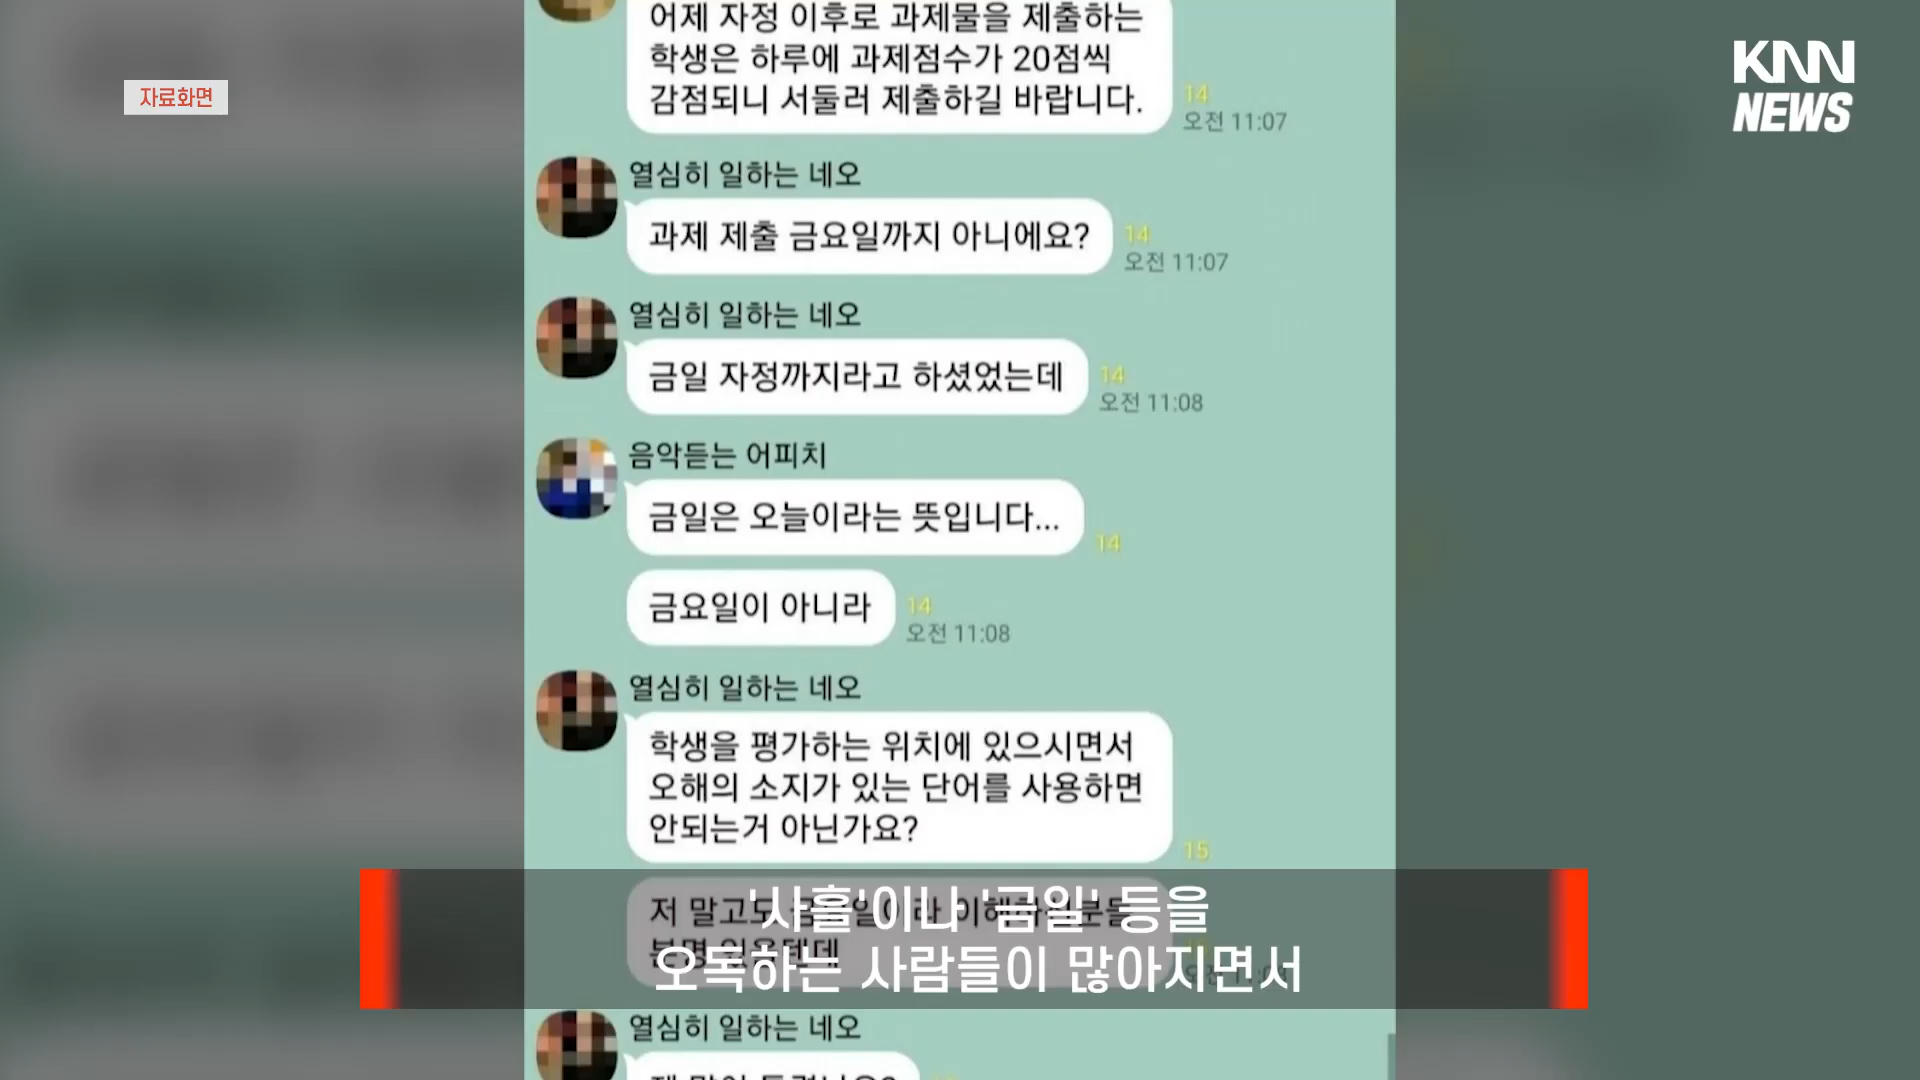 자료화면
KNN
NEWS
어제 자정 이후로 과제물을 제출하는
학생은 하루에 과제점수가 20점씩
감점되니 서둘러 제출하길 바랍니다.
14
오전 11:07
열심히 일하는 네오
과제 제출 금요일까지 아니에요?
14
오전 11:07
열심히 일하는 네오
금일 자정까지라고 하셨었는데
14
오전 11:08
음악듣는 어피치
금일은 오늘이라는 뜻입니다...
14
금요일이 아니라
14
오전 11:08
열심히 일하는 네오
학생을 평가하는 위치에 있으시면서
오해의 소지가 있는 단어를 사용하면
안되는거 아닌가요?
15
저 말고도
'사흘'이나 '금일' 등을
오독하는 사람들이 많아지면서
열심히 일하는 네오